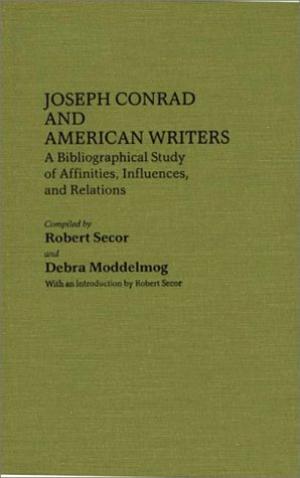 JOSEPH CONRAD
AND
AMERICAN WRITERS
A Bibliographical Study
of Affinities, Influences,
and Relations
Compiled by
Robert Secor
and
Debra Moddelmog
With an Introduction by Robert Secor